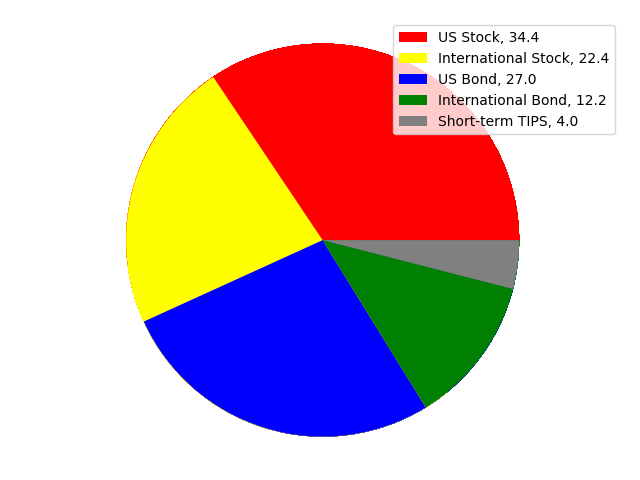 US Stock, 34.4
International Stock, 22.4
US Bond, 27.0
International Bond, 12.2
Short-term TIPS, 4.0